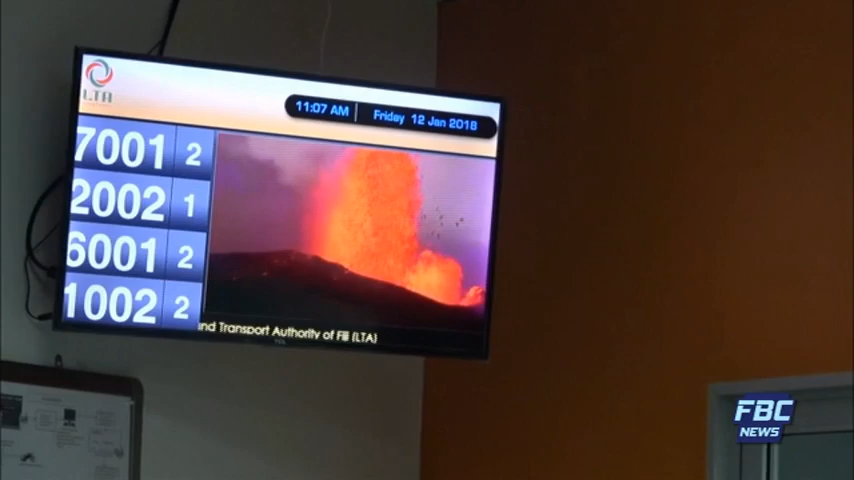 LTA
11:07 AM Friday 12 Jan 2018
7001 2
2002 1
6001 2
1002 2
and Transport Authority of Fiji (LTA)
TCL
FBC
NEWS